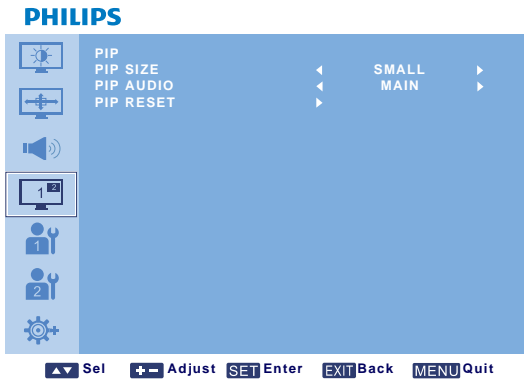 PHILIPS
PIP
PIP SIZE SMALL
PIP AUDIO MAIN
PIP RESET
1 2
1
2
Sel Adjust SET Enter EXIT Back MENU Quit